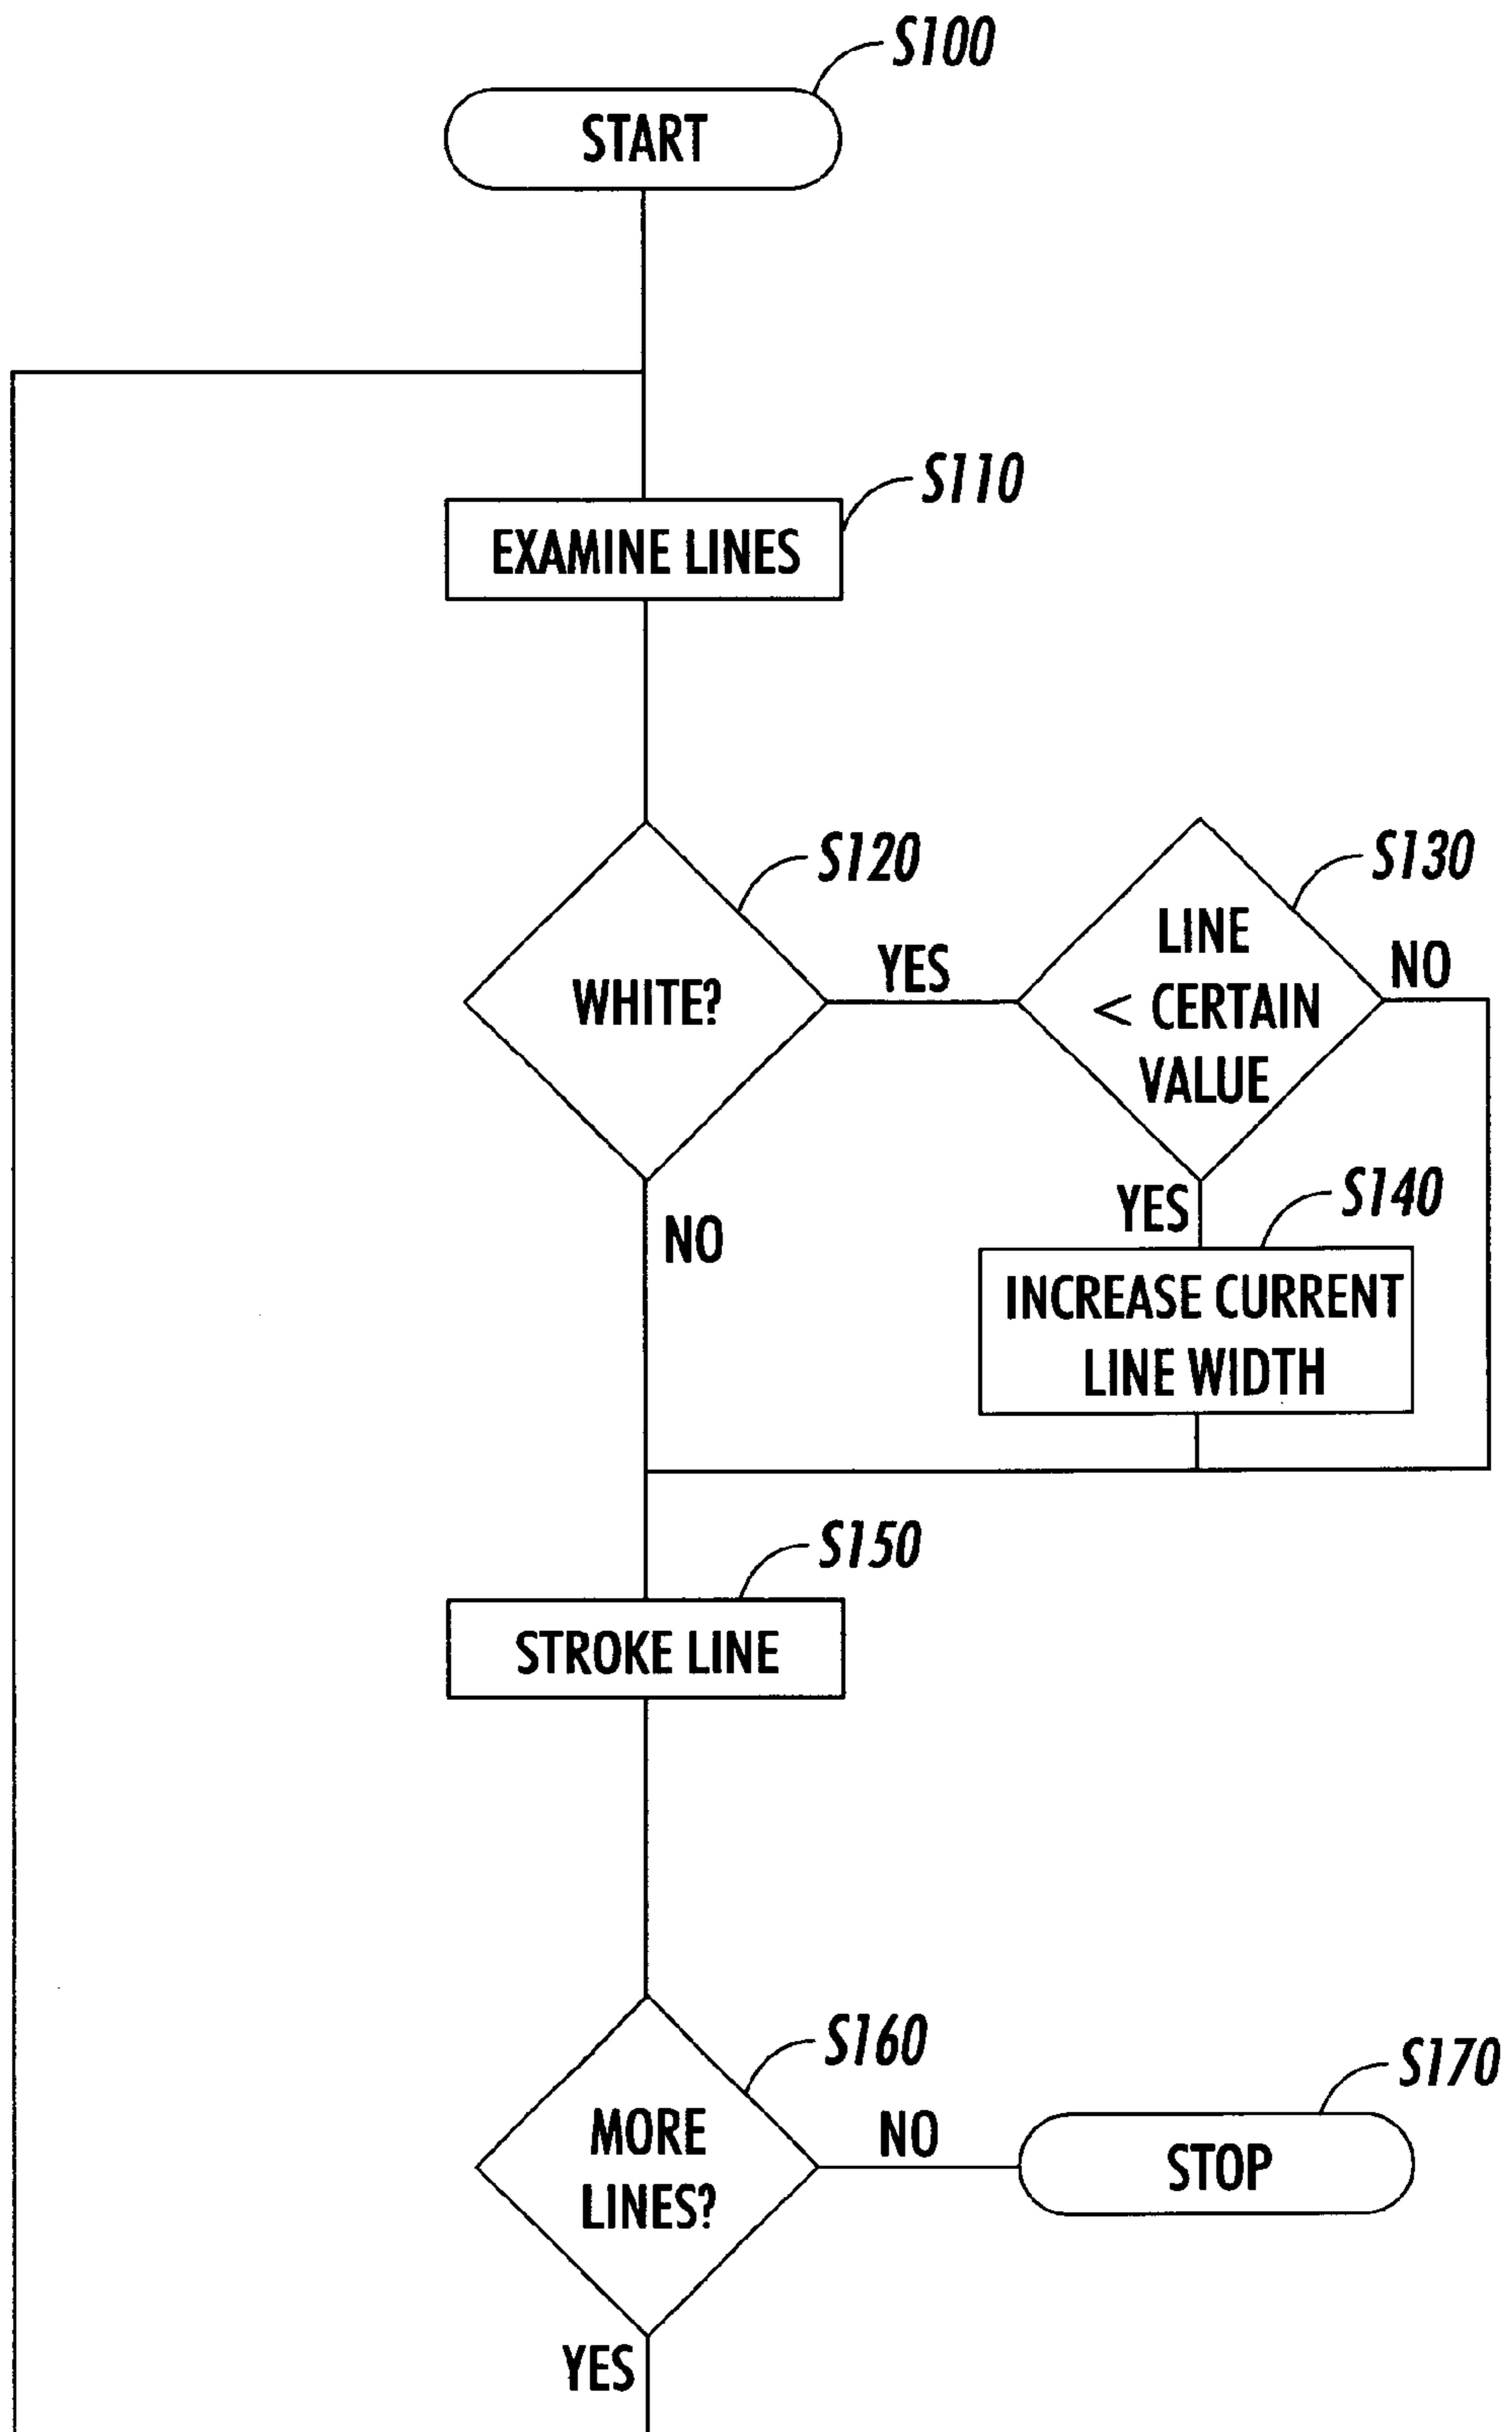 S100
START
S110
EXAMINE LINES
S120
WHITE?
YES
S130
LINE
< CERTAIN
VALUE
NO
YES
NO
S140
INCREASE CURRENT
LINE WIDTH
S150
STROKE LINE
S160
MORE
LINES?
NO
S170
STOP
YES